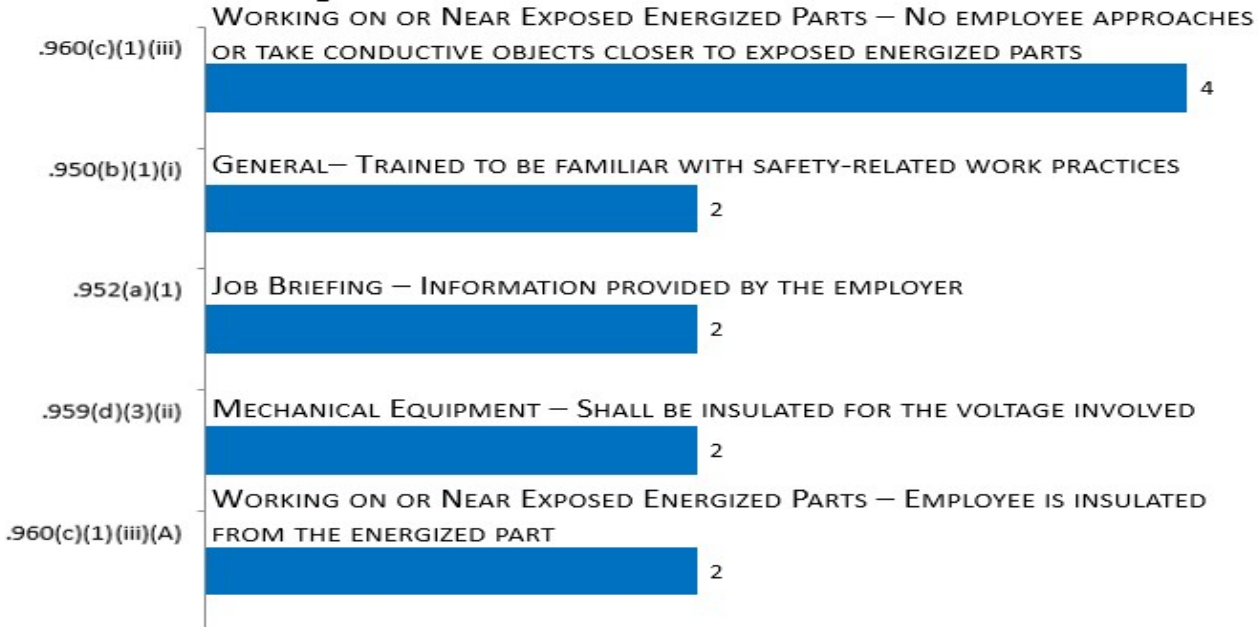 WORKING ON OR NEAR EXPOSED ENERGIZED PARTS – NO EMPLOYEE APPROACHES
.960(c)(1)(iii) OR TAKE CONDUCTIVE OBJECTS CLOSER TO EXPOSED ENERGIZED PARTS
4
.950(b)(1)(i) GENERAL– TRAINED TO BE FAMILIAR WITH SAFETY-RELATED WORK PRACTICES
2
.952(a)(1) JOB BRIEFING – INFORMATION PROVIDED BY THE EMPLOYER
2
.959(d)(3)(ii) MECHANICAL EQUIPMENT – SHALL BE INSULATED FOR THE VOLTAGE INVOLVED
2
WORKING ON OR NEAR EXPOSED ENERGIZED PARTS – EMPLOYEE IS INSULATED
.960(c)(1)(iii)(A) FROM THE ENERGIZED PART
2